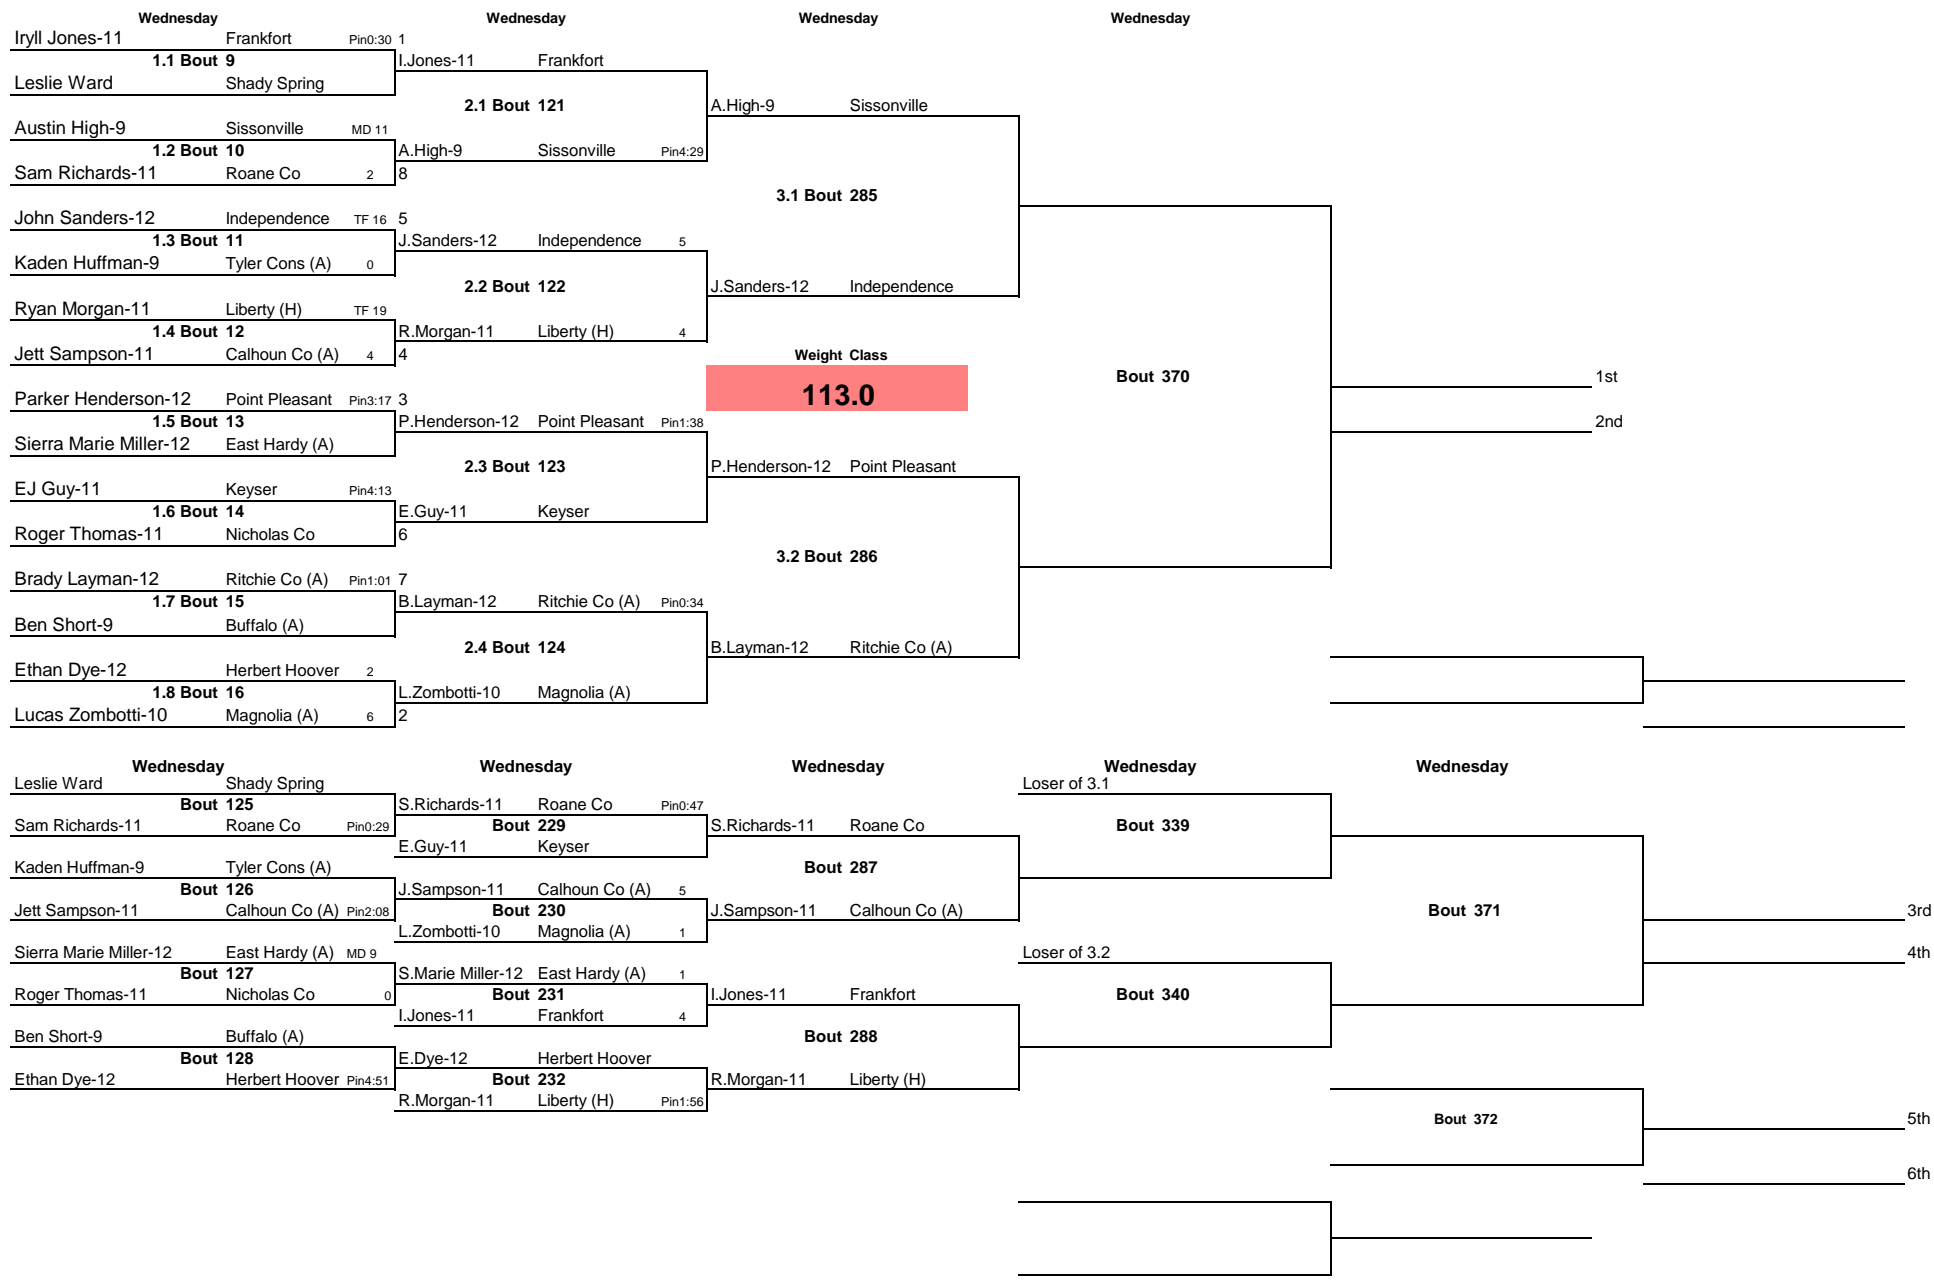 Wednesday Wednesday Wednesday Wednesday
Iryll Jones-11 Frankfort Pin0:30 1
1.1 Bout 9 I.Jones-11 Frankfort
Leslie Ward Shady Spring
2.1 Bout 121 A.High-9 Sissonville
Austin High-9 Sissonville MD 11
1.2 Bout 10 A.High-9 Sissonville Pin4:29
Sam Richards-11 Roane Co 2 8
3.1 Bout 285
John Sanders-12 Independence TF 16 5
1.3 Bout 11 J.Sanders-12 Independence 5
Kaden Huffman-9 Tyler Cons (A) 0
2.2 Bout 122 J.Sanders-12 Independence
Ryan Morgan-11 Liberty (H) TF 19
1.4 Bout 12 R.Morgan-11 Liberty (H) 4
Jett Sampson-11 Calhoun Co (A) 4 4 Weight Class
Bout 370 1st
Parker Henderson-12 Point Pleasant Pin3:17 3 113.0
1.5 Bout 13 P.Henderson-12 Point Pleasant Pin1:38 2nd
Sierra Marie Miller-12 East Hardy (A)
2.3 Bout 123 P.Henderson-12 Point Pleasant
EJ Guy-11 Keyser Pin4:13
1.6 Bout 14 E.Guy-11 Keyser
Roger Thomas-11 Nicholas Co 6
3.2 Bout 286
Brady Layman-12 Ritchie Co (A) Pin1:01 7
1.7 Bout 15 B.Layman-12 Ritchie Co (A) Pin0:34
Ben Short-9 Buffalo (A)
2.4 Bout 124 B.Layman-12 Ritchie Co (A)
Ethan Dye-12 Herbert Hoover 2
1.8 Bout 16 L.Zombotti-10 Magnolia (A)
Lucas Zombotti-10 Magnolia (A) 6 2
Wednesday Wednesday Wednesday Wednesday Wednesday
Leslie Ward Shady Spring Loser of 3.1
Bout 125 S.Richards-11 Roane Co Pin0:47
Sam Richards-11 Roane Co Pin0:29 Bout 229 S.Richards-11 Roane Co Bout 339
E.Guy-11 Keyser
Kaden Huffman-9 Tyler Cons (A) Bout 287
Bout 126 J.Sampson-11 Calhoun Co (A) 5
Jett Sampson-11 Calhoun Co (A) Pin2:08 Bout 230 J.Sampson-11 Calhoun Co (A) Bout 371 3rd
L.Zombotti-10 Magnolia (A) 1
Sierra Marie Miller-12 East Hardy (A) MD 9 Loser of 3.2 4th
Bout 127 S.Marie Miller-12 East Hardy (A) 1
Roger Thomas-11 Nicholas Co 0 Bout 231 I.Jones-11 Frankfort Bout 340
I.Jones-11 Frankfort 4
Ben Short-9 Buffalo (A) Bout 288
Bout 128 E.Dye-12 Herbert Hoover
Ethan Dye-12 Herbert Hoover Pin4:51 Bout 232 R.Morgan-11 Liberty (H)
R.Morgan-11 Liberty (H) Pin1:56
Bout 372 5th
6th